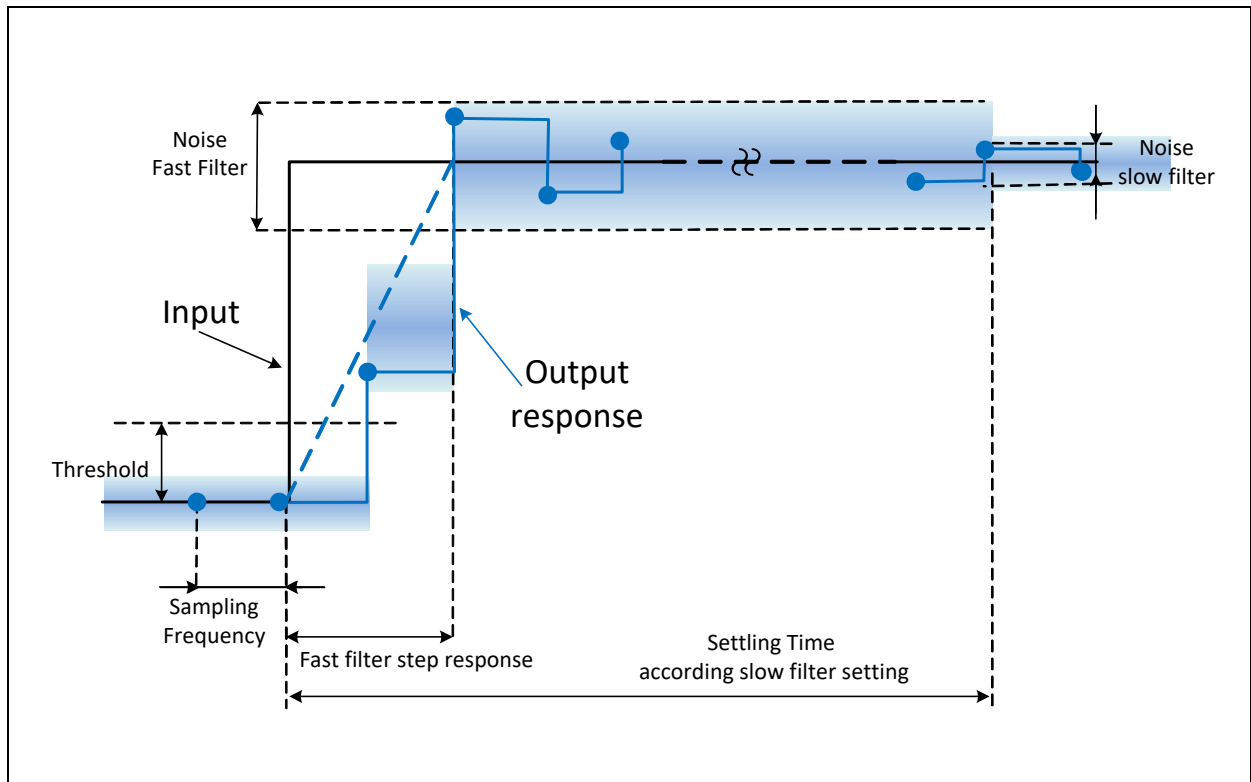 Noise
Fast Filter
Noise
slow filter
Input
Output
response
Threshold
Sampling
Frequency
Fast filter step response
Settling Time
according slow filter setting